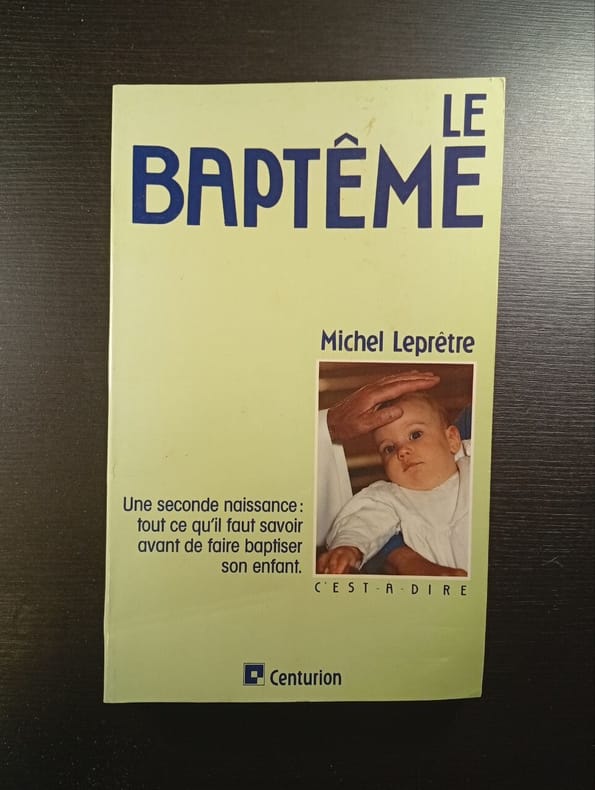 LE
BAPTÊME
Michel Leprêtre
Une seconde naissance :
tout ce qu'il faut savoir
avant de faire baptiser
son enfant.
C'EST-A-DIRE
Centurion